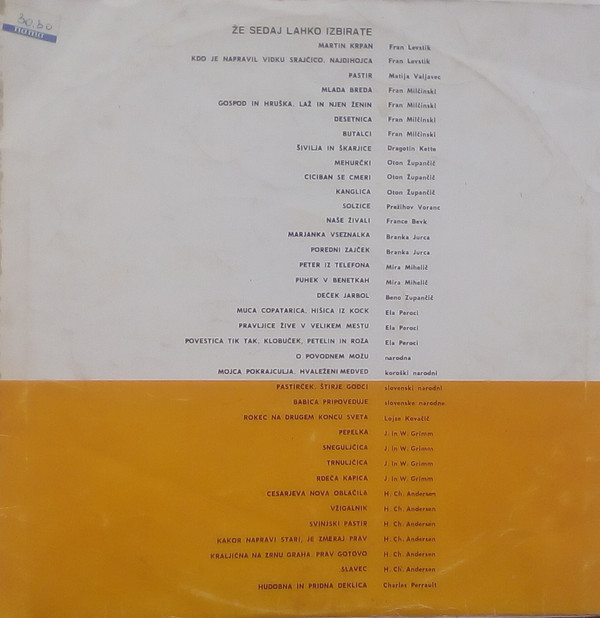 50.50
nama
ŽE SEDAJ LAHKO IZBIRATE
MARTIN KRPAN Fran Levstik
KDO JE NAPRAVIL VIDKU SRAJČICO, NAJDIHOJCA Fran Levstik
PASTIR Matija Valjavec
MLADA BREDA Fran Milčinski
GOSPOD IN HRUŠKA, LAŽ IN NJEN ŽENIN Fran Milčinski
DESETNICA Fran Milčinski
BUTALCI Fran Milčinski
ŠIVILJA IN ŠKARJICE Dragotin Kette
MEHURČKI Oton Župančič
CICIBAN SE CMERI Oton Župančič
KANGLICA Oton Župančič
SOLZICE Prežihov Voranc
NAŠE ŽIVALI France Bevk
MARJANKA VSEZNALKA Branka Jurca
POREDNI ZAJČEK Branka Jurca
PETER IZ TELEFONA Mira Mihelič
PUHEK V BENETKAH Mira Mihelič
DEČEK JARBOL Beno Zupančič
MUCA COPATARICA, HIŠICA IZ KOCK Ela Peroci
PRAVLJICE ŽIVE V VELIKEM MESTU Ela Peroci
POVESTICA TIK TAK, KLOBUČEK, PETELIN IN ROŽA Ela Peroci
O POVODNEM MOŽU narodna
MOJCA POKRAJCULJA, HVALEŽENI MEDVED koroški narodni
PASTIRČEK, ŠTIRJE GODCI slovenski narodni
BABICA PRIPOVEDUJE slovenske narodne
ROKEC NA DRUGEM KONCU SVETA Lojze Kovačič
PEPELKA J. in W. Grimm
SNEGULJČICA J. in W. Grimm
TRNULJČICA J. in W. Grimm
RDEČA KAPICA J. in W. Grimm
CESARJEVA NOVA OBLAČILA H. Ch. Andersen
VŽIGALNIK H. Ch. Andersen
SVINJSKI PASTIR H. Ch. Andersen
KAKOR NAPRAVI STARI, JE ZMERAJ PRAV H. Ch. Andersen
KRALJIČNA NA ZRNU GRAHA, PRAV GOTOVO H. Ch. Andersen
SLAVEC H. Ch. Andersen
HUDOBNA IN PRIDNA DEKLICA Charles Perrault